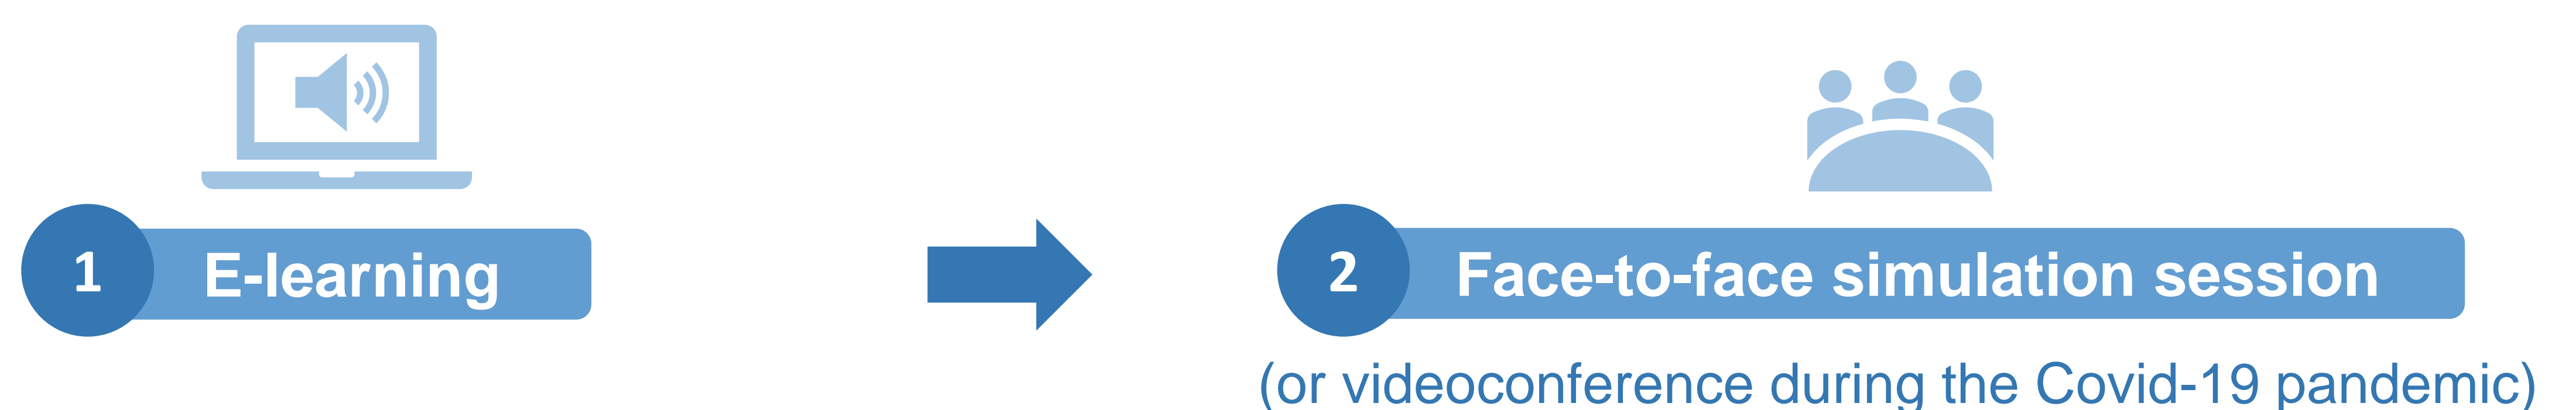 1 E-learning
2 Face-to-face simulation session
(or videoconference during the Covid-19 pandemic)